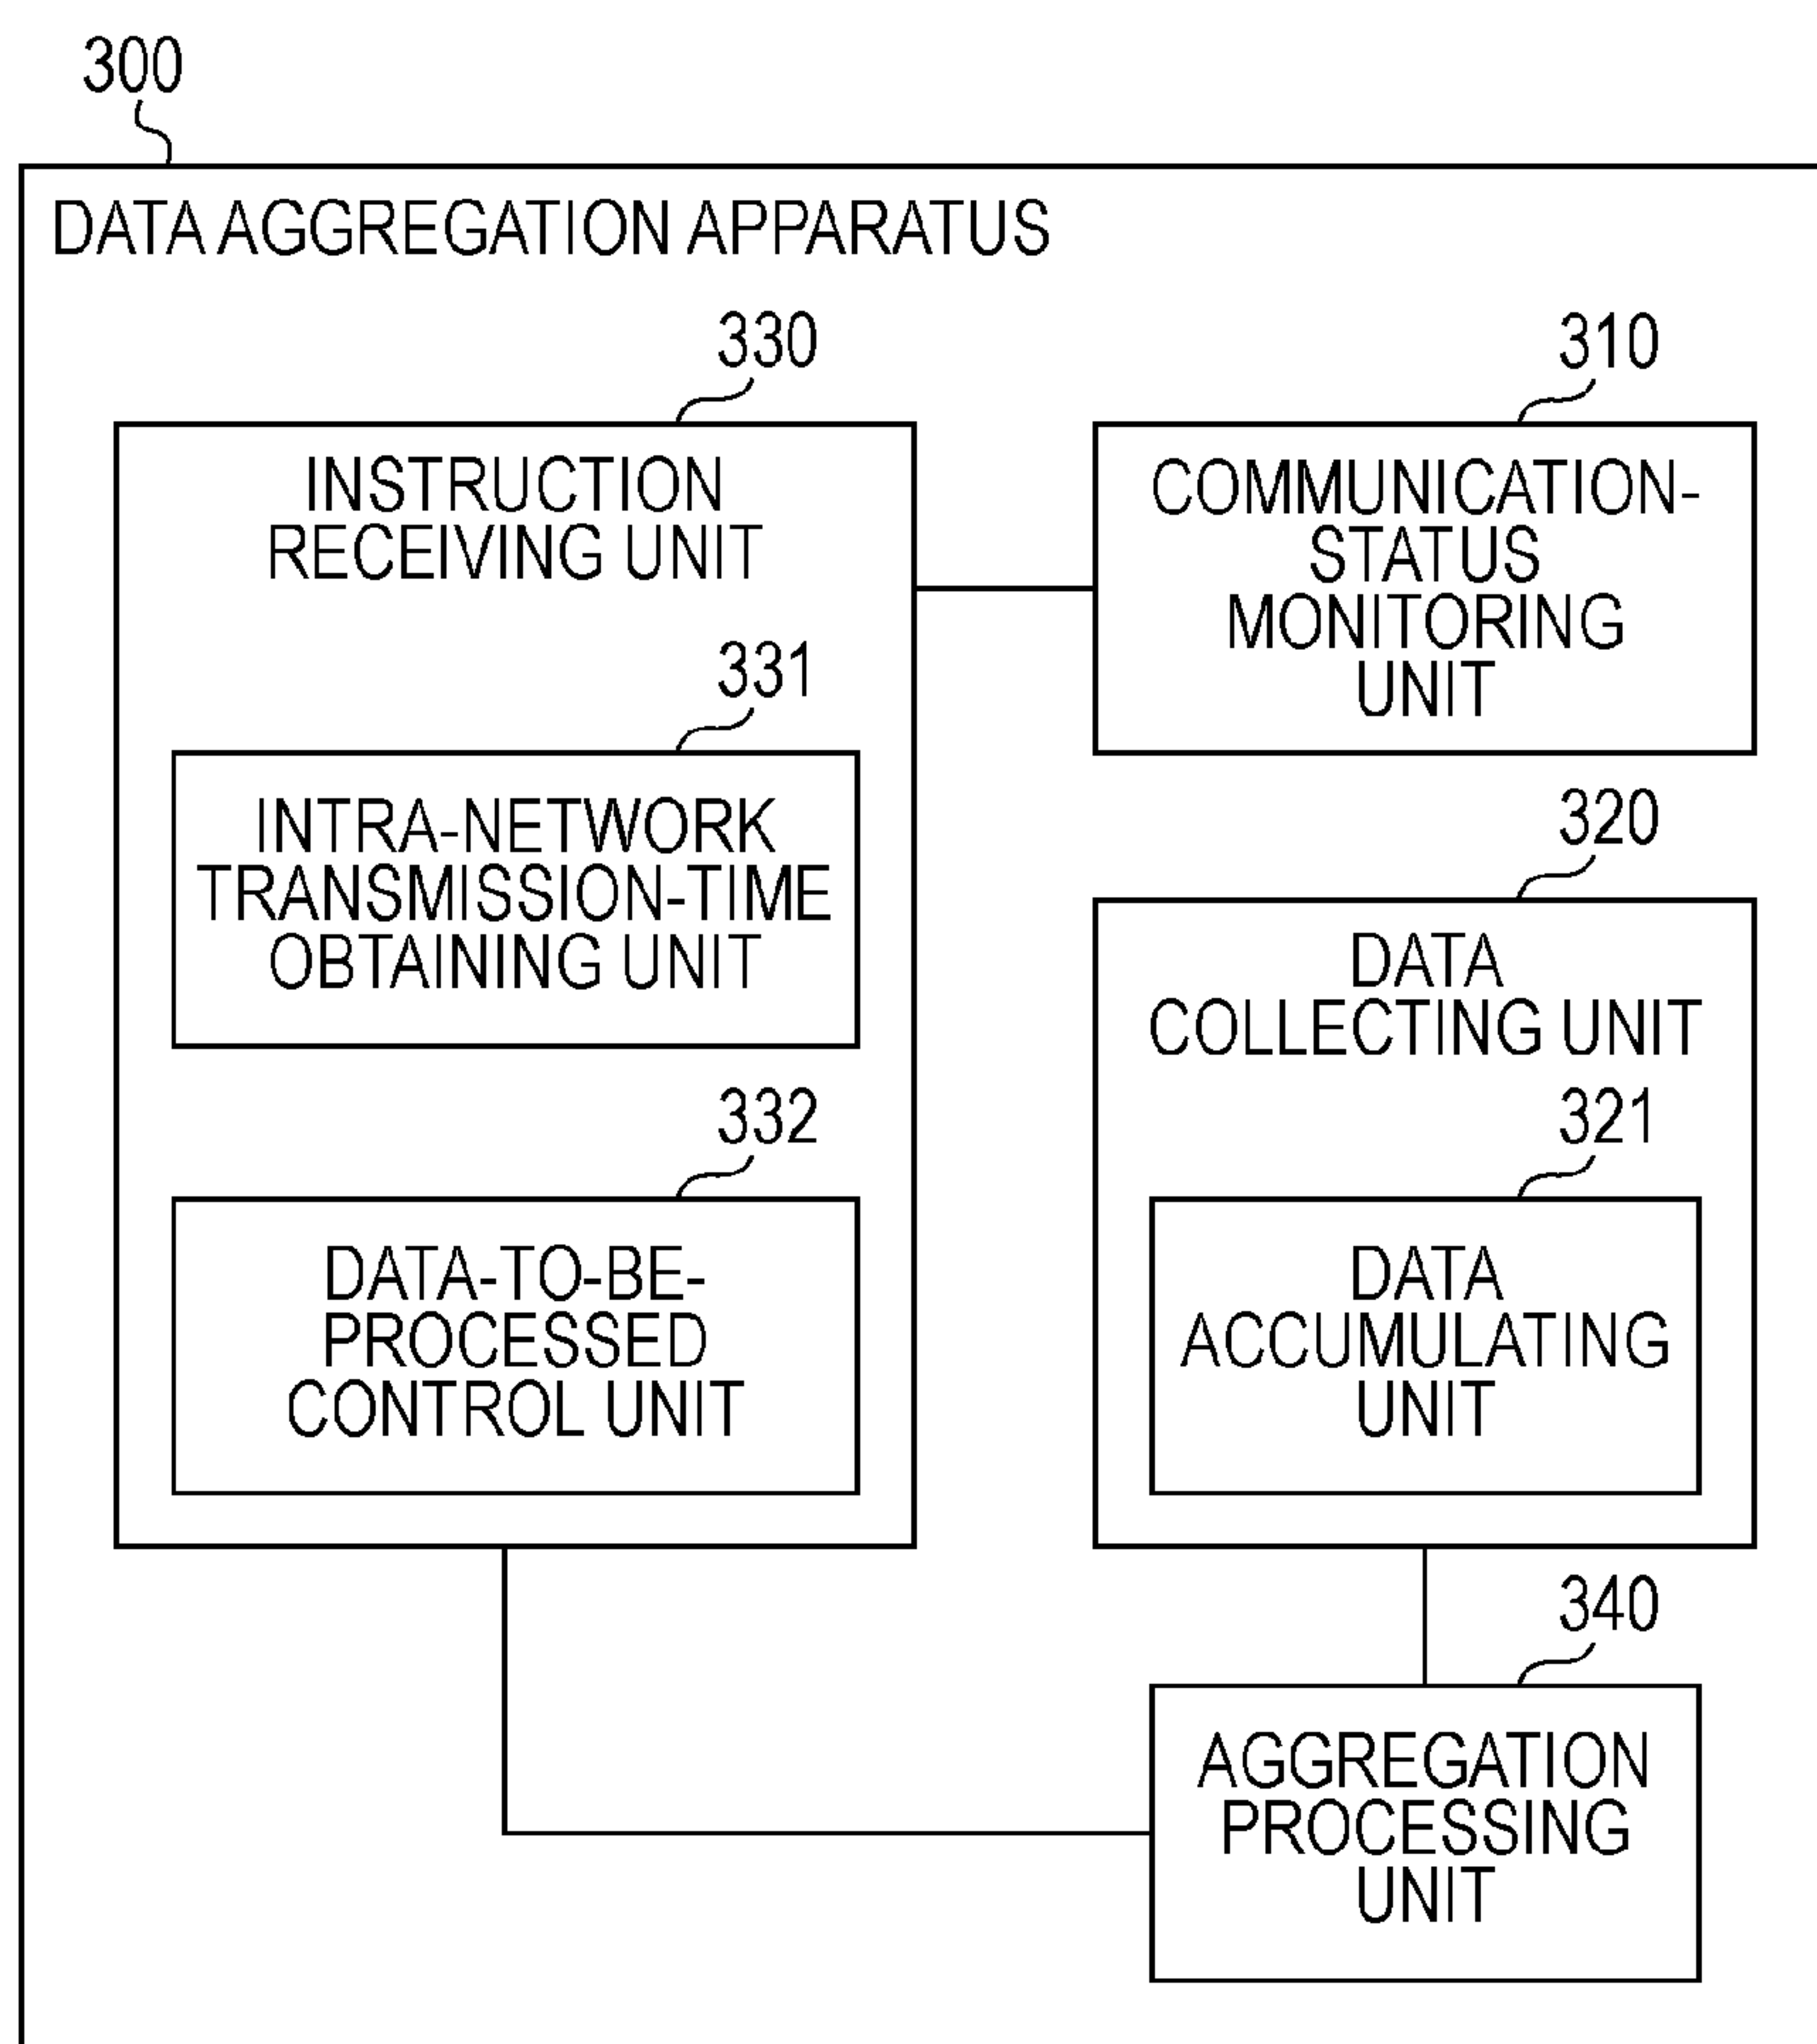 300
DATA AGGREGATION APPARATUS
330
INSTRUCTION
RECEIVING UNIT
331
INTRA-NETWORK
TRANSMISSION-TIME
OBTAINING UNIT
332
DATA-TO-BE-
PROCESSED
CONTROL UNIT
310
COMMUNICATION-
STATUS
MONITORING
UNIT
320
DATA
COLLECTING UNIT
321
DATA
ACCUMULATING
UNIT
340
AGGREGATION
PROCESSING
UNIT